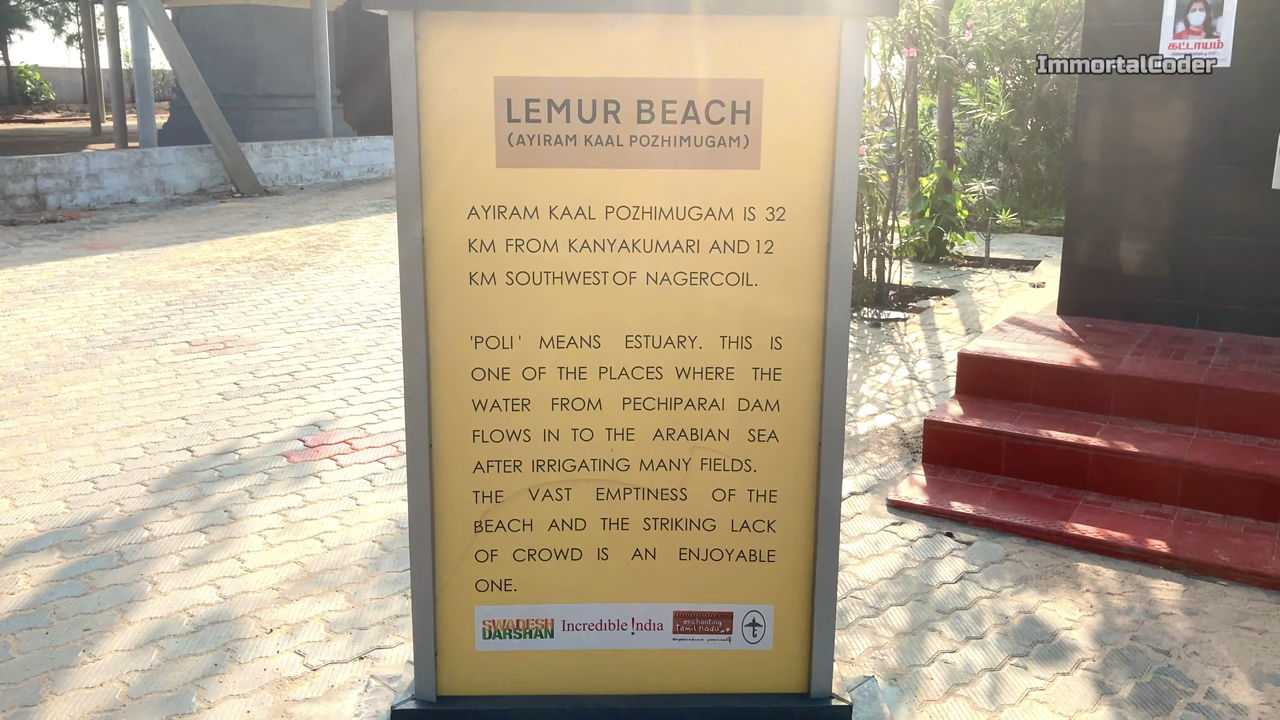 ImmortalCoder
கட்டாயம்
LEMUR BEACH
(AYIRAM KAAL POZHIMUGAM)
AYIRAM KAAL POZHIMUGAM IS 32
KM FROM KANYAKUMARI AND 12
KM SOUTHWEST OF NAGERCOIL.
'POLI' MEANS ESTUARY. THIS IS
ONE OF THE PLACES WHERE THE
WATER FROM PECHIPARAI DAM
FLOWS IN TO THE ARABIAN SEA
AFTER IRRIGATING MANY FIELDS.
THE VAST EMPTINESS OF THE
BEACH AND THE STRIKING LACK
OF CROWD IS AN ENJOYABLE
ONE.
SWADESH
DARSHAN
Incredible !ndia
enchanting
tamil nadu
experience yourself